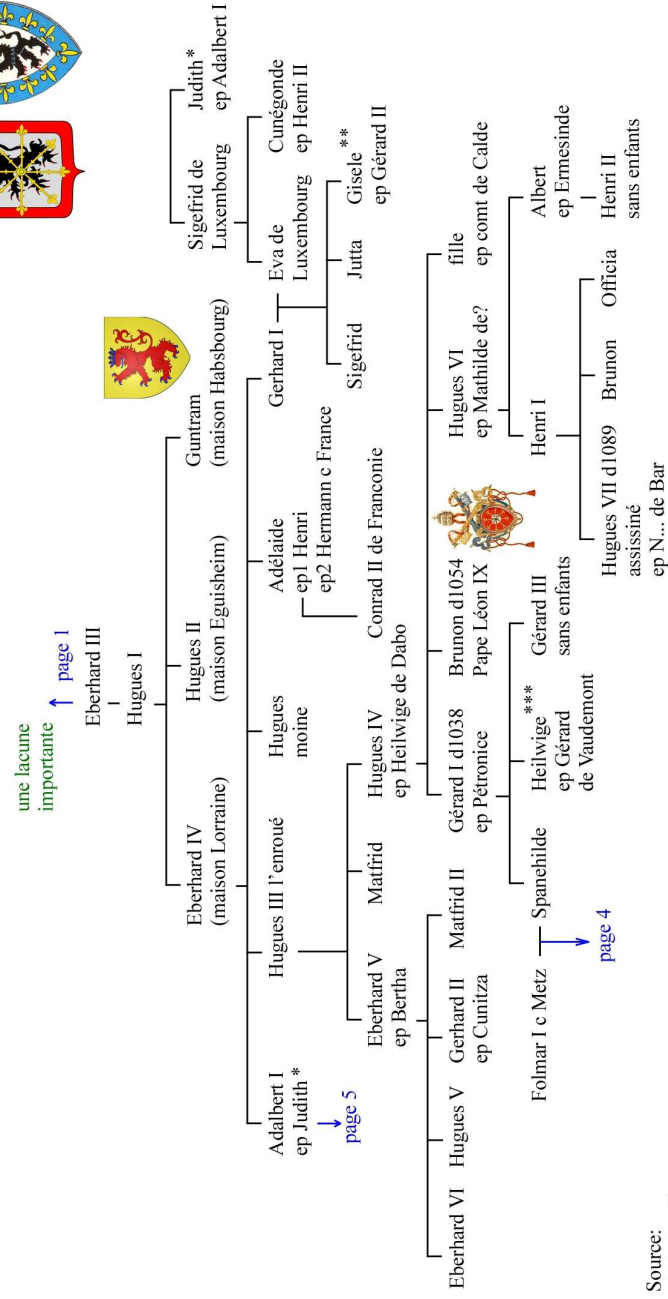 une lacune
importante
page 1
Eberhard III
Hugues I
Eberhard IV
(maison Lorraine)
Hugues II
(maison Eguisheim)
Guntram
(maison Habsbourg)
Sigefrid de
Luxembourg
Judith *
ep Adalbert I
Adalbert I
ep Judith *
page 5
Hugues III l'enroué
Hugues
moine
Adélaide
ep1 Henri
ep2 Hermann c France
Conrad II de Franconie
Gerhard I
Eva de
Luxembourg
Cunégonde
ep Henri II
Sigefrid
Jutta
Gisele **
ep Gérard II
Eberhard V
ep Bertha
Matfrid
Hugues IV
ep Heilwige de Dabo
Eberhard VI
Hugues V
Gerhard II
ep Cunitza
Matfrid II
Gérard I d1038
ep Pétronice
Brunon d1054
Pape Léon IX
Hugues VI
ep Mathilde de?
fille
ep comt de Calde
Folmar I c Metz
Spanehilde
page 4
Heilwige ***
ep Gérard
de Vaudemont
Gérard III
sans enfants
Henri I
Albert
ep Ermesinde
Hugues VII d1089
assassiné
ep N... de Bar
Brunon
Officia
Henri II
sans enfants
Source: